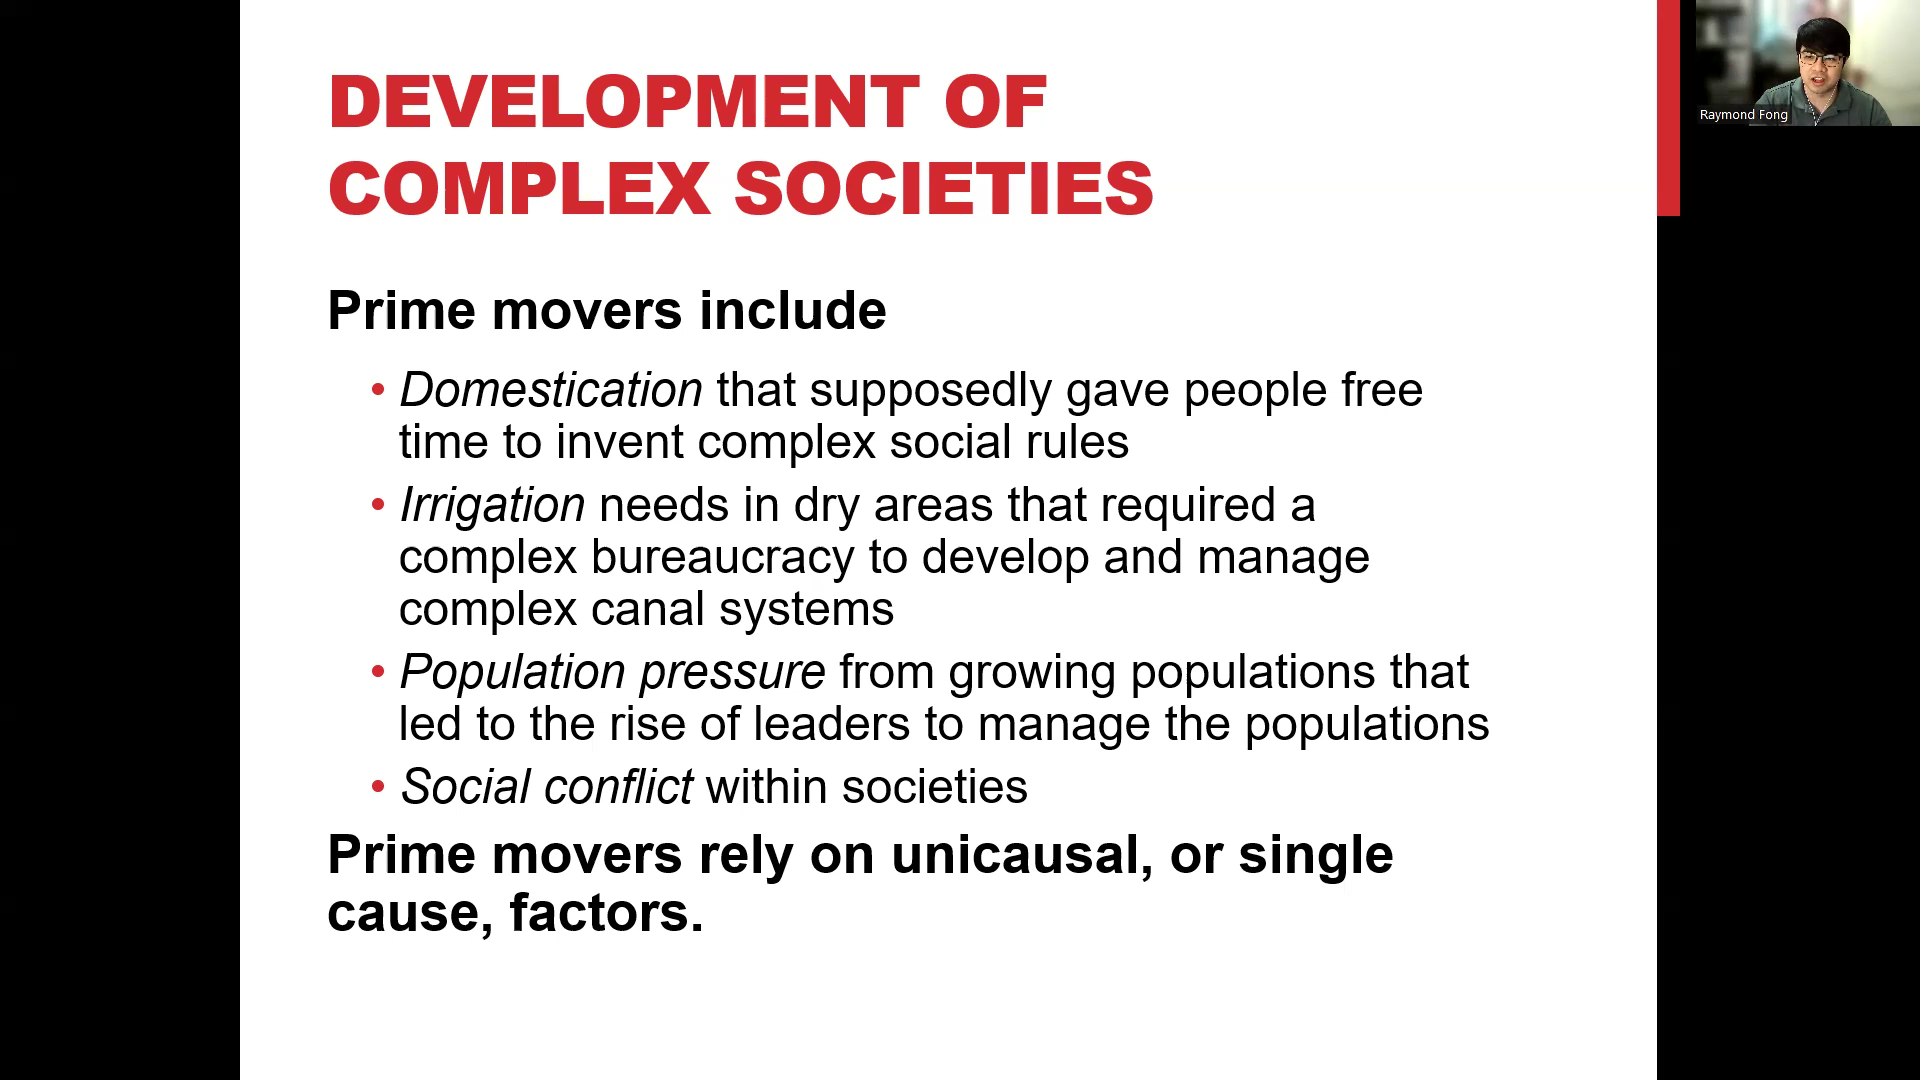 DEVELOPMENT OF
COMPLEX SOCIETIES
Prime movers include
• Domestication that supposedly gave people free
time to invent complex social rules
• Irrigation needs in dry areas that required a
complex bureaucracy to develop and manage
complex canal systems
• Population pressure from growing populations that
led to the rise of leaders to manage the populations
• Social conflict within societies
Prime movers rely on unicausal, or single
cause, factors.
Raymond Fong